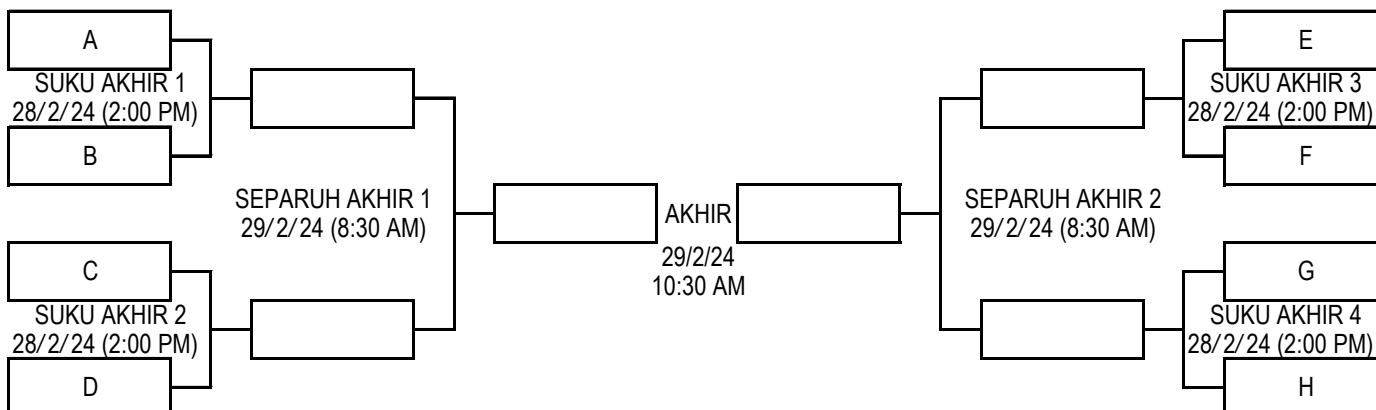 A
SUKU AKHIR 1
28/2/24 (2:00 PM)
B
SEPARUH AKHIR 1
29/2/24 (8:30 AM)
C
SUKU AKHIR 2
28/2/24 (2:00 PM)
D
AKHIR
29/2/24
10:30 AM
E
SUKU AKHIR 3
28/2/24 (2:00 PM)
F
SEPARUH AKHIR 2
29/2/24 (8:30 AM)
G
SUKU AKHIR 4
28/2/24 (2:00 PM)
H